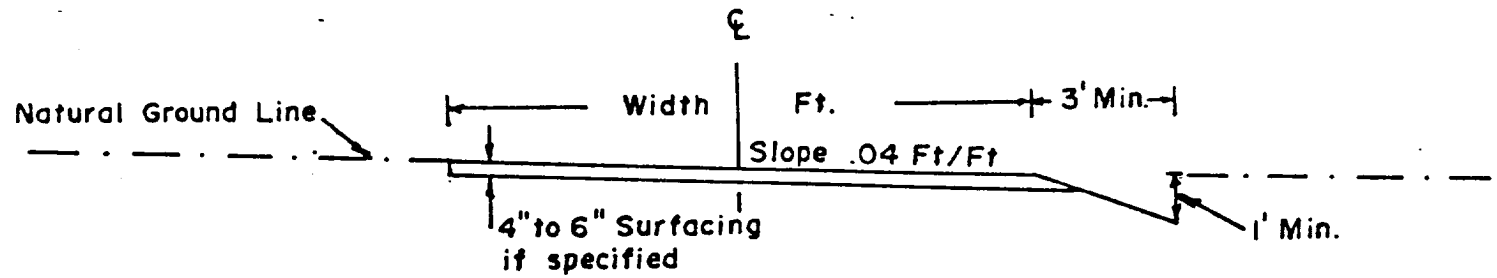 ℄
Width Ft. 3' Min.
Natural Ground Line
Slope .04 Ft/Ft
4" to 6" Surfacing
if specified
1' Min.